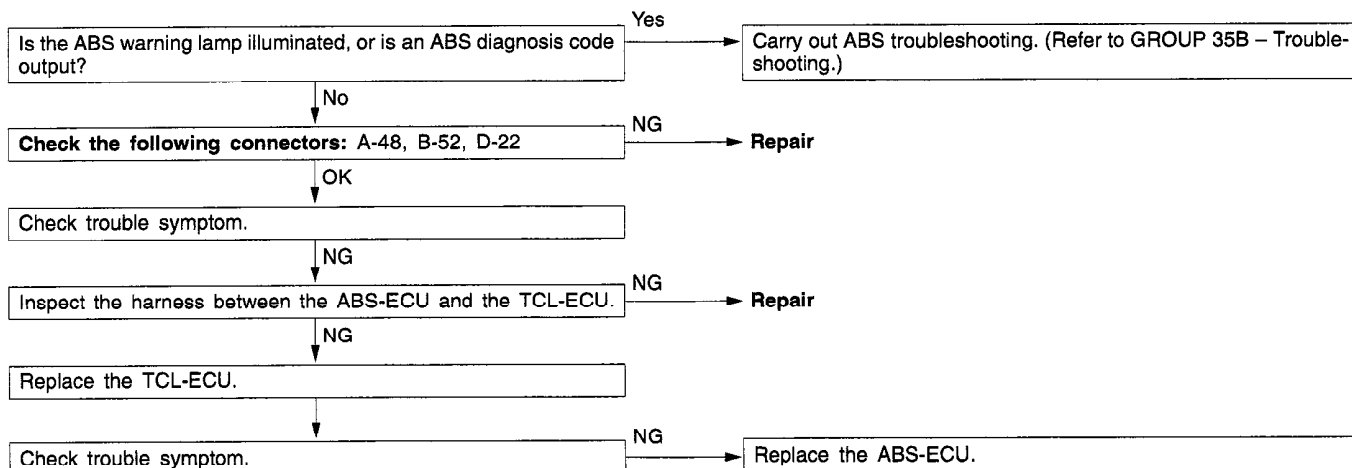 Is the ABS warning lamp illuminated, or is an ABS diagnosis code
output?
Yes
Carry out ABS troubleshooting. (Refer to GROUP 35B – Trouble-
shooting.)
No
Check the following connectors: A-48, B-52, D-22
NG
Repair
OK
Check trouble symptom.
NG
Inspect the harness between the ABS-ECU and the TCL-ECU.
NG
Repair
NG
Replace the TCL-ECU.
Check trouble symptom.
NG
Replace the ABS-ECU.